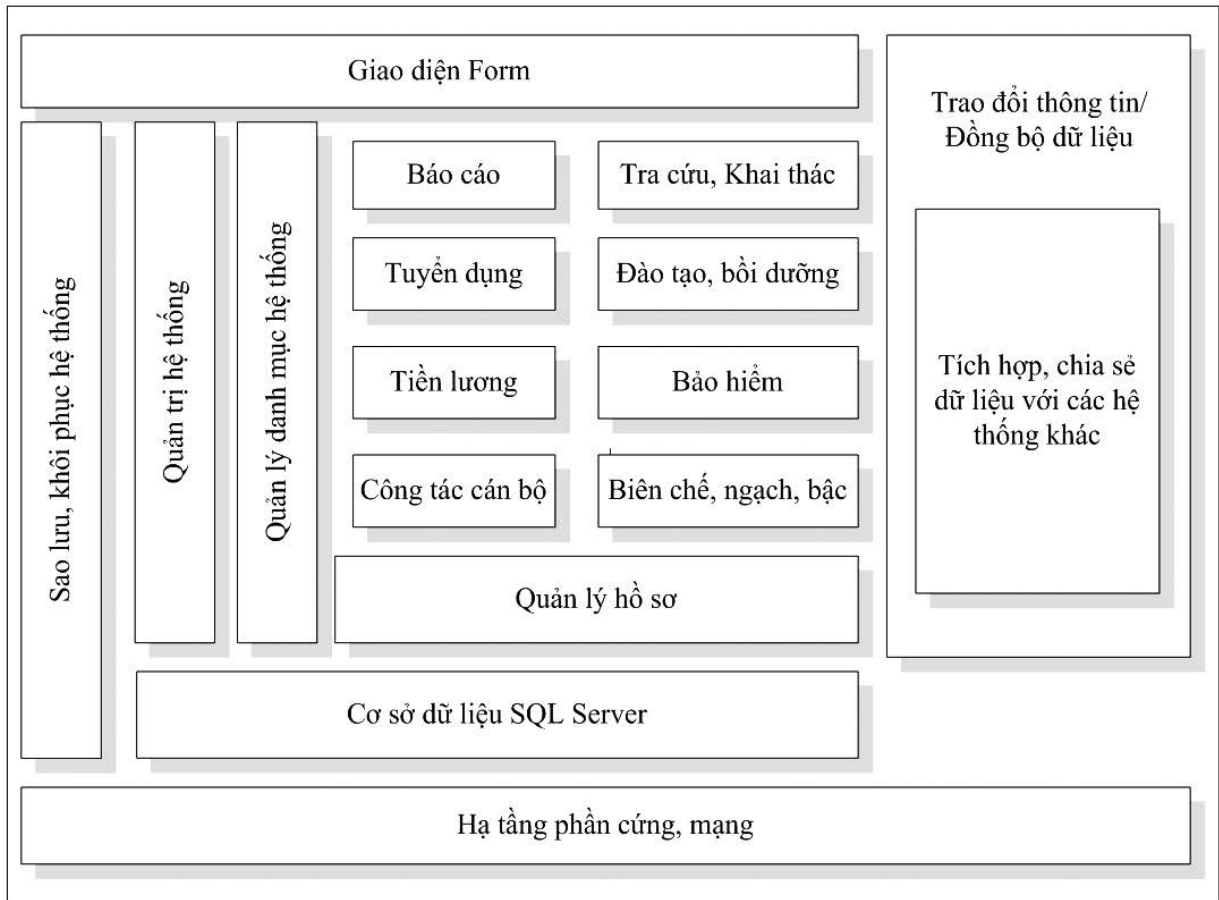 Giao diện Form
Trao đổi thông tin/
Đồng bộ dữ liệu
Sao lưu, khôi phục hệ thống
Quản trị hệ thống
Quản lý danh mục hệ thống
Báo cáo
Tra cứu, Khai thác
Tuyển dụng
Đào tạo, bồi dưỡng
Tiền lương
Bảo hiểm
Công tác cán bộ
Biên chế, ngạch, bậc
Tích hợp, chia sẻ
dữ liệu với các hệ
thống khác
Quản lý hồ sơ
Cơ sở dữ liệu SQL Server
Hạ tầng phần cứng, mạng